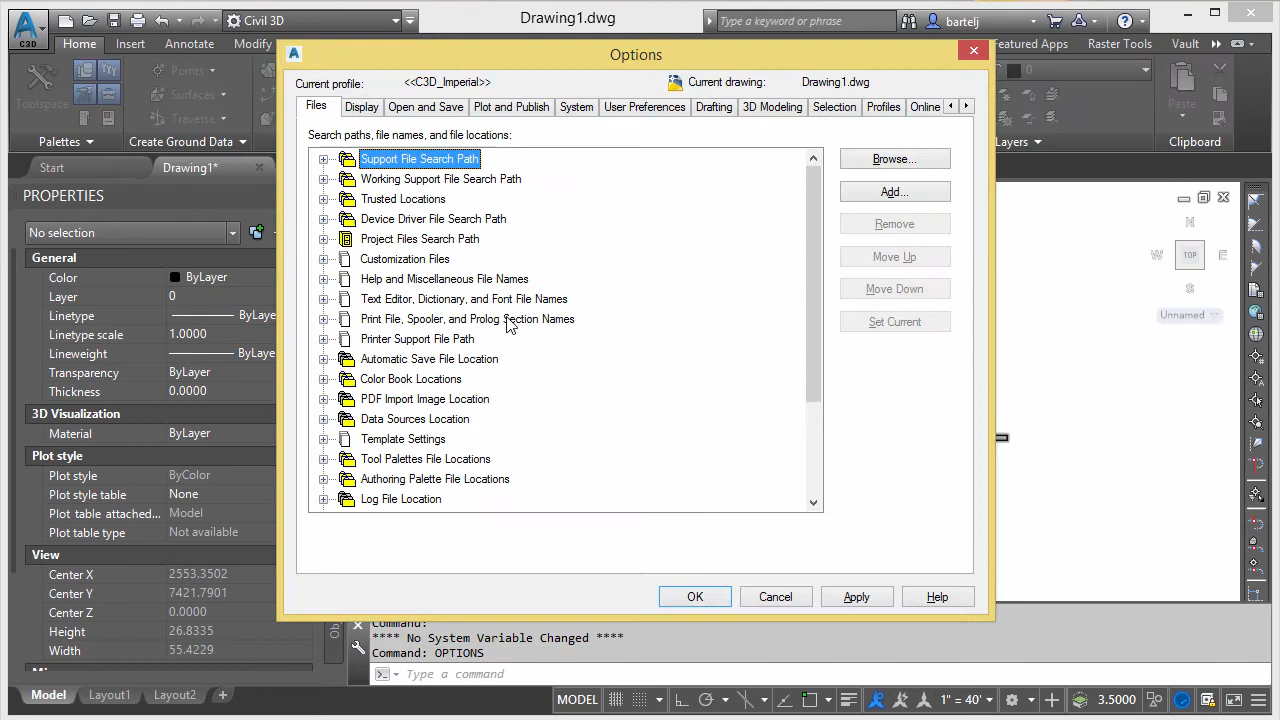 Civil 3D
Drawing1.dwg
Type a keyword or phrase
bartelj
C3D
Home
Insert
Annotate
Modify
Featured Apps
Raster Tools
Vault
Toolspace
Points
Surfaces
Traverse
Palettes
Create Ground Data
0
Paste
Layers
Clipboard
Start
Drawing1*
PROPERTIES
No selection
General
Color
ByLayer
Layer
0
Linetype
ByLaye
Linetype scale
1.0000
Lineweight
ByLaye
Transparency
ByLayer
Thickness
0.0000
3D Visualization
Material
ByLayer
Plot style
Plot style
ByColor
Plot style table
None
Plot table attached...
Model
Plot table type
Not available
View
Center X
2553.3502
Center Y
7421.7901
Center Z
0.0000
Height
26.8335
Width
55.4229
Options
Current profile:
<<C3D_Imperial>>
Current drawing:
Drawing1.dwg
Files
Display
Open and Save
Plot and Publish
System
User Preferences
Drafting
3D Modeling
Selection
Profiles
Online
Search paths, file names, and file locations:
Support File Search Path
Working Support File Search Path
Trusted Locations
Device Driver File Search Path
Project Files Search Path
Customization Files
Help and Miscellaneous File Names
Text Editor, Dictionary, and Font File Names
Print File, Spooler, and Prolog Section Names
Printer Support File Path
Automatic Save File Location
Color Book Locations
PDF Import Image Location
Data Sources Location
Template Settings
Tool Palettes File Locations
Authoring Palette File Locations
Log File Location
Browse...
Add...
Remove
Move Up
Move Down
Set Current
OK
Cancel
Apply
Help
N
W
TOP
E
S
Unnamed
Command:
**** No System Variable Changed ****
Command: OPTIONS
Type a command
Model
Layout1
Layout2
+
MODEL
1" = 40'
3.5000